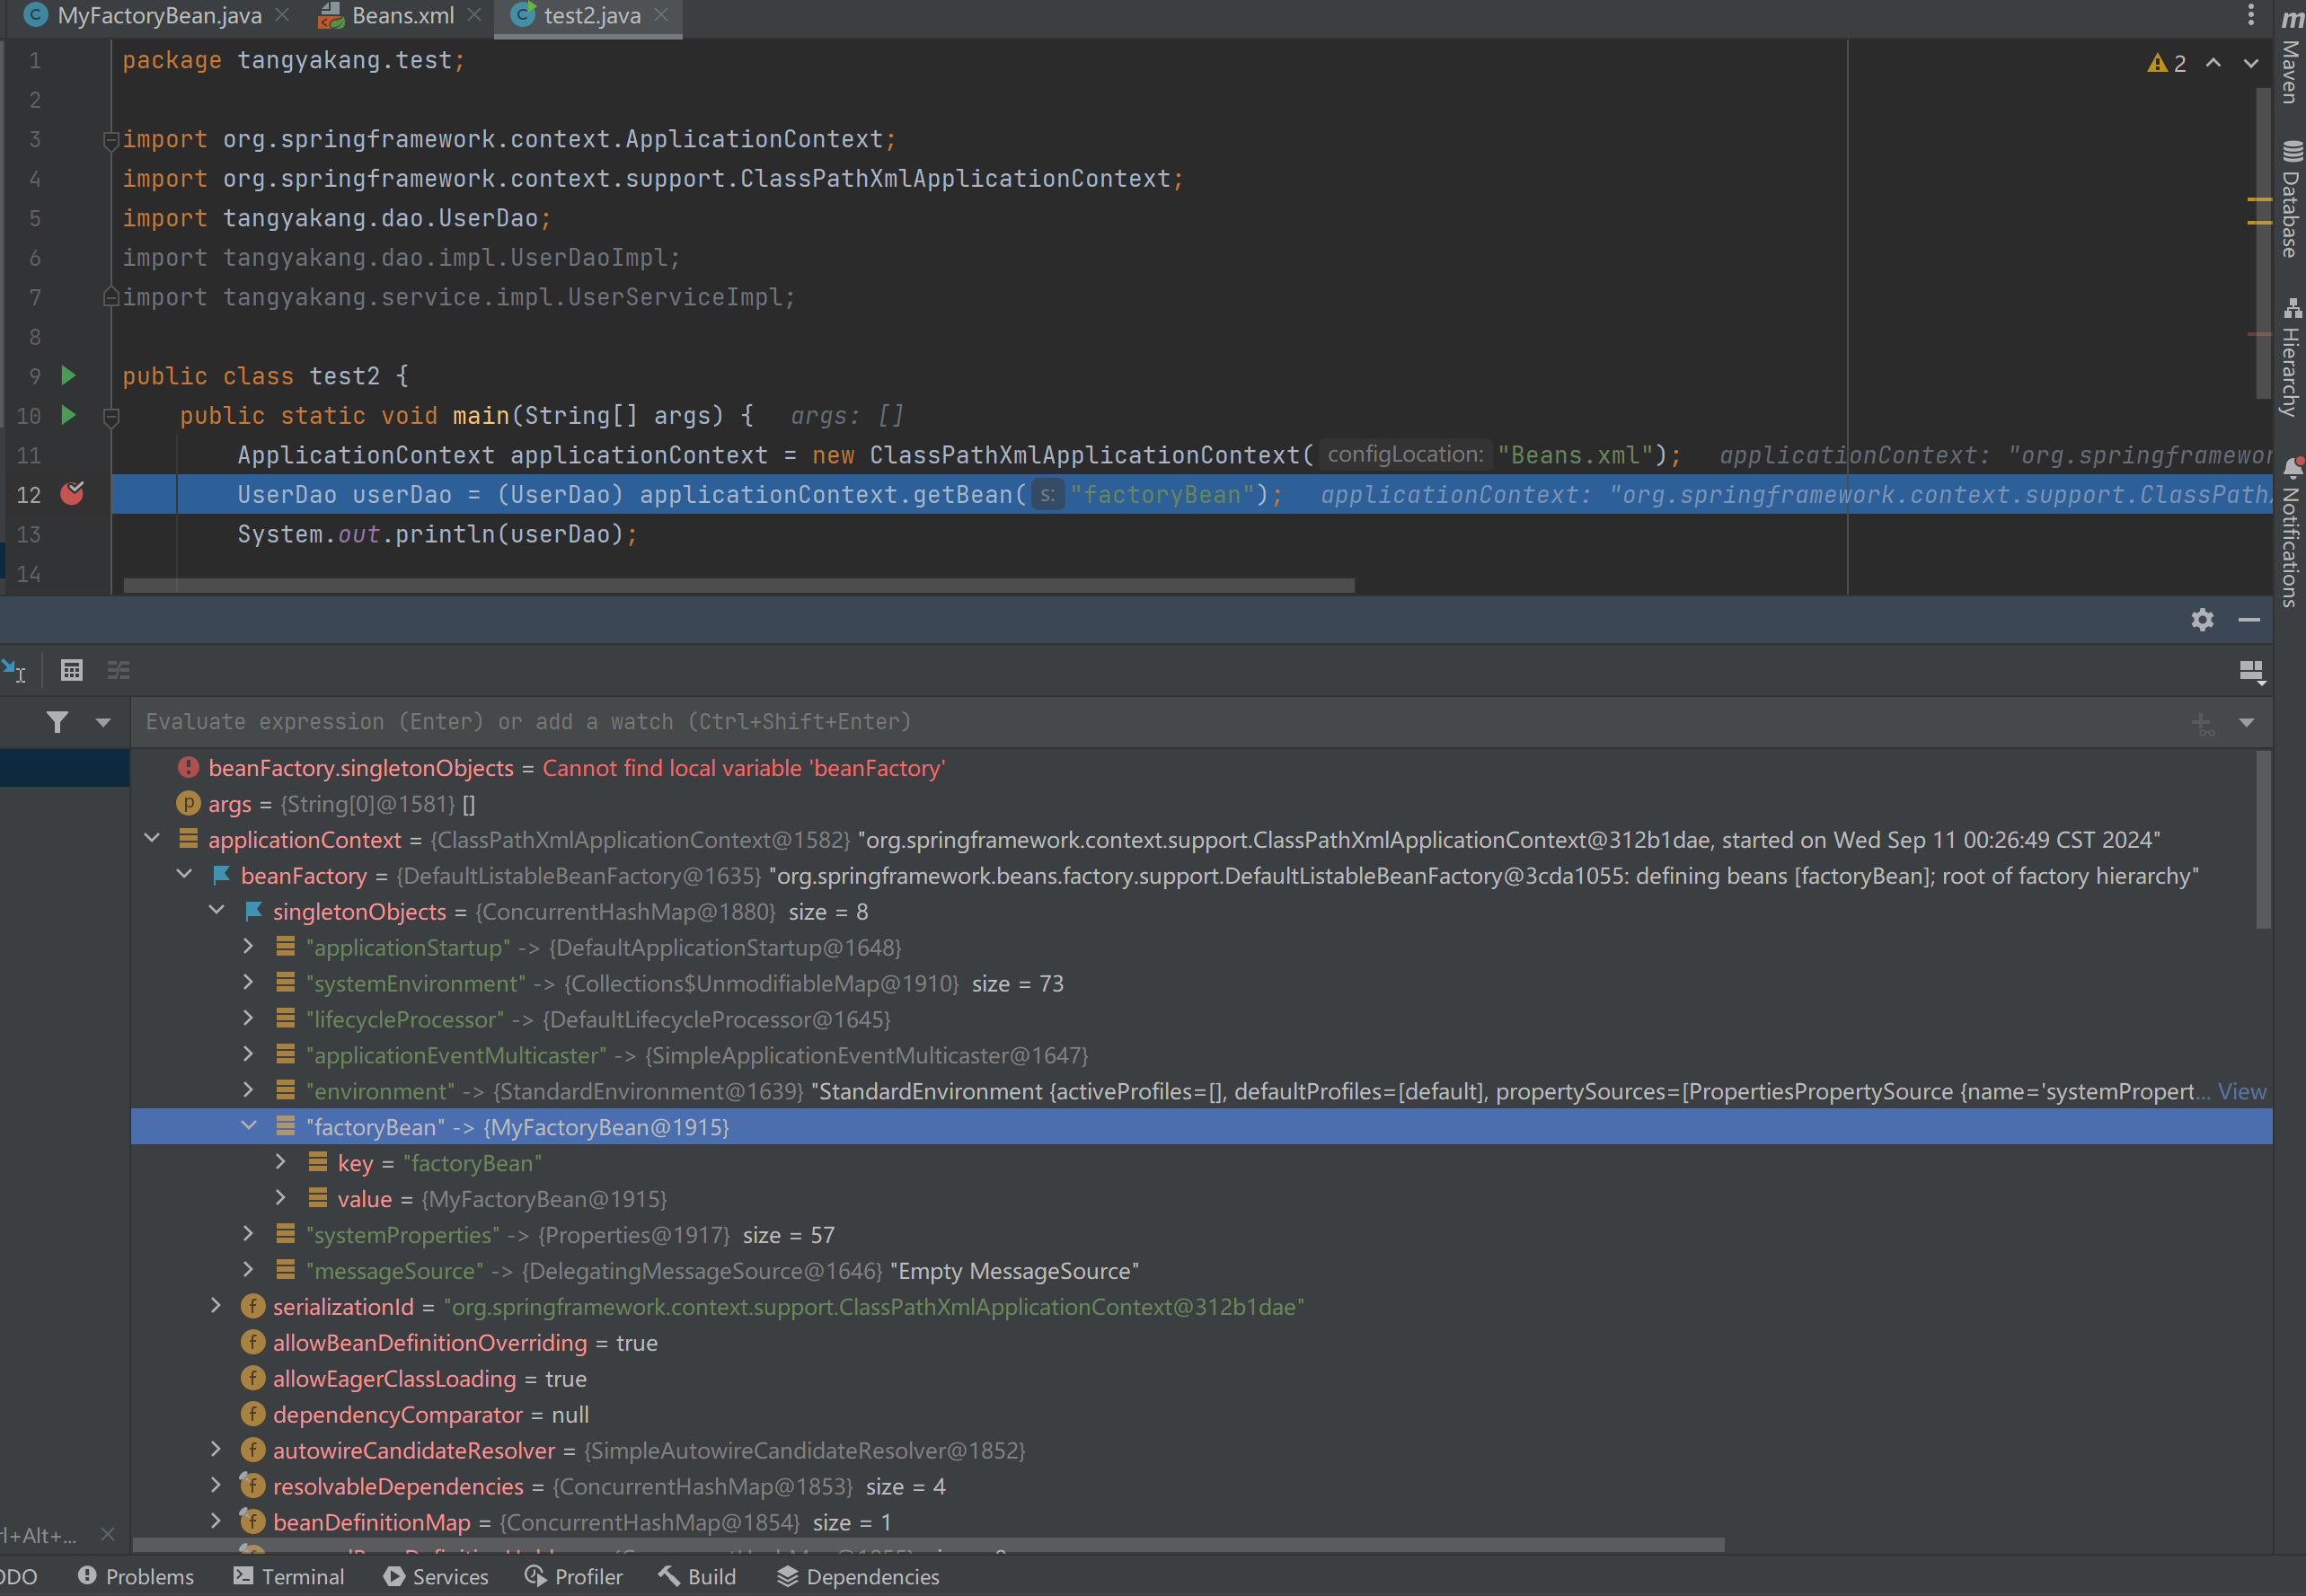 MyFactoryBean.java Beans.xml test2.java
1 package tangyakang.test; 2
2
3 import org.springframework.context.ApplicationContext;
4 import org.springframework.context.support.ClassPathXmlApplicationContext;
5 import tangyakang.dao.UserDao;
6 import tangyakang.dao.impl.UserDaoImpl;
7 import tangyakang.service.impl.UserServiceImpl;
8
9 public class test2 {
10 public static void main(String[] args) { args: []
11 ApplicationContext applicationContext = new ClassPathXmlApplicationContext( configLocation: "Beans.xml"); applicationContext: "org.springframewor
12 UserDao userDao = (UserDao) applicationContext.getBean( s: "factoryBean"); applicationContext: "org.springframework.context.support.ClassPath
13 System.out.println(userDao);
14
Maven
Database
Hierarchy
Notifications
Evaluate expression (Enter) or add a watch (Ctrl+Shift+Enter)
beanFactory.singletonObjects = Cannot find local variable 'beanFactory'
args = {String[0]@1581} []
applicationContext = {ClassPathXmlApplicationContext@1582} "org.springframework.context.support.ClassPathXmlApplicationContext@312b1dae, started on Wed Sep 11 00:26:49 CST 2024"
beanFactory = {DefaultListableBeanFactory@1635} "org.springframework.beans.factory.support.DefaultListableBeanFactory@3cda1055: defining beans [factoryBean]; root of factory hierarchy"
singletonObjects = {ConcurrentHashMap@1880} size = 8
"applicationStartup" -> {DefaultApplicationStartup@1648}
"systemEnvironment" -> {Collections$UnmodifiableMap@1910} size = 73
"lifecycleProcessor" -> {DefaultLifecycleProcessor@1645}
"applicationEventMulticaster" -> {SimpleApplicationEventMulticaster@1647}
"environment" -> {StandardEnvironment@1639} "StandardEnvironment {activeProfiles=[], defaultProfiles=[default], propertySources=[PropertiesPropertySource {name='systemPropert... View
"factoryBean" -> {MyFactoryBean@1915}
key = "factoryBean"
value = {MyFactoryBean@1915}
"systemProperties" -> {Properties@1917} size = 57
"messageSource" -> {DelegatingMessageSource@1646} "Empty MessageSource"
serializationId = "org.springframework.context.support.ClassPathXmlApplicationContext@312b1dae"
allowBeanDefinitionOverriding = true
allowEagerClassLoading = true
dependencyComparator = null
autowireCandidateResolver = {SimpleAutowireCandidateResolver@1852}
resolvableDependencies = {ConcurrentHashMap@1853} size = 4
beanDefinitionMap = {ConcurrentHashMap@1854} size = 1
l+Alt+...
DO Problems Terminal Services Profiler Build Dependencies